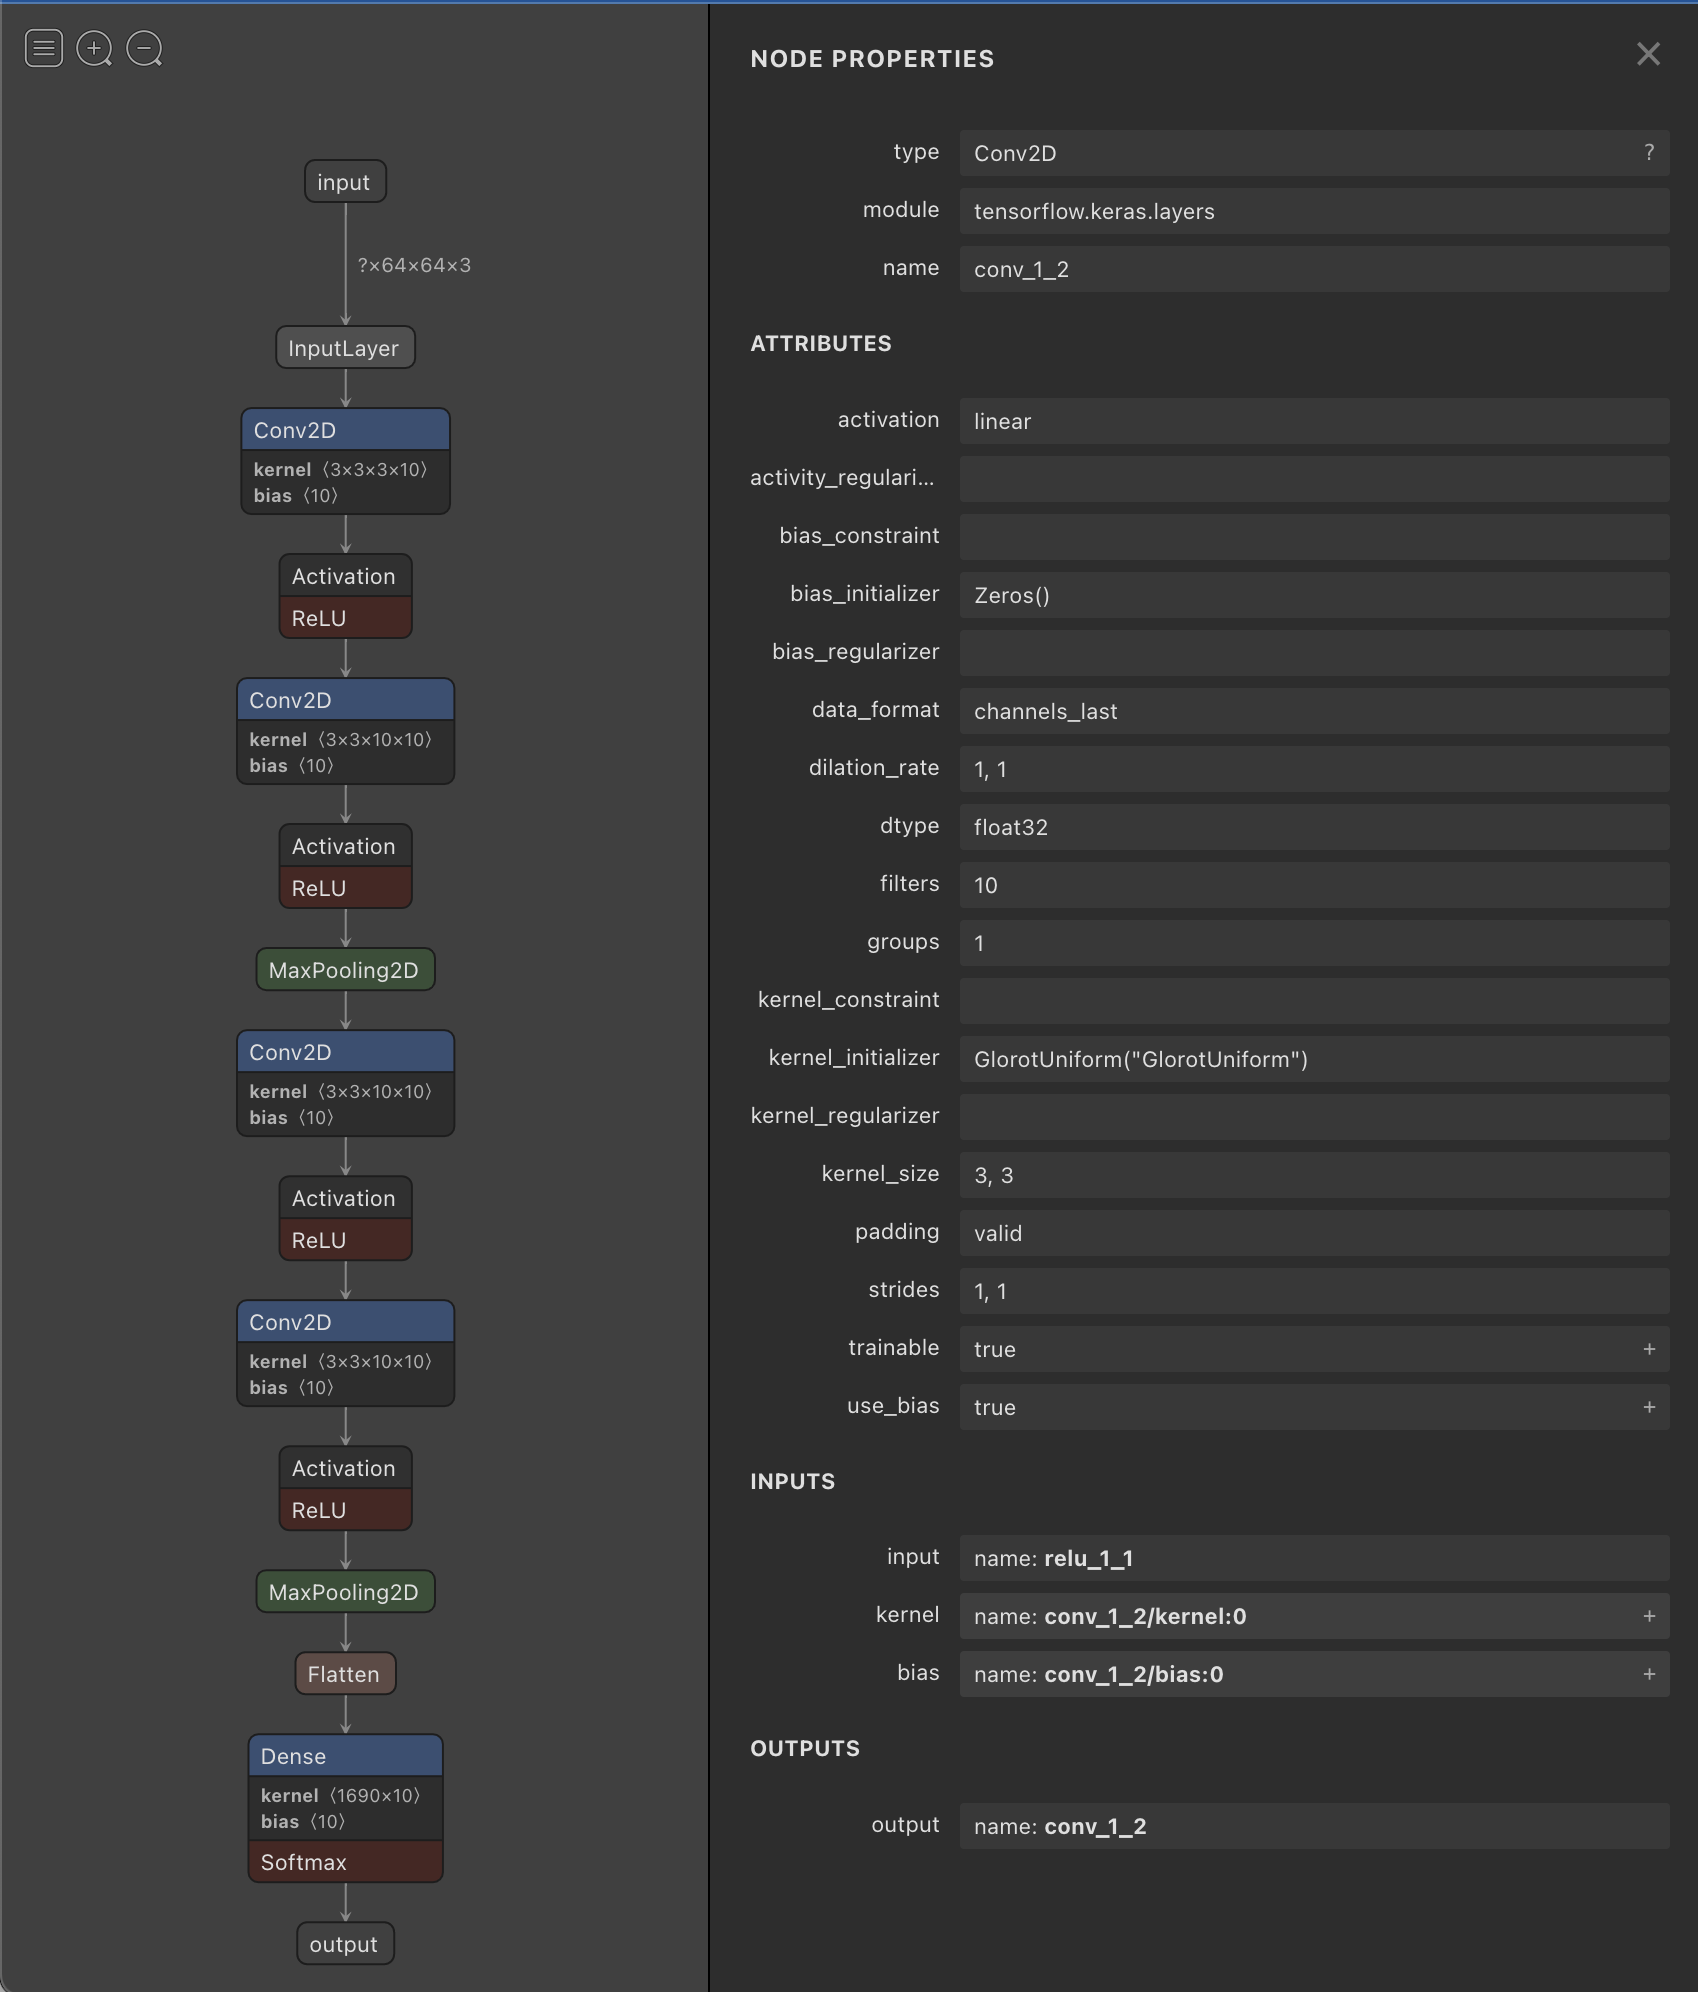 input
?×64×64×3
InputLayer
Conv2D
kernel ⟨3×3×3×10⟩
bias ⟨10⟩
Activation
ReLU
Conv2D
kernel ⟨3×3×10×10⟩
bias ⟨10⟩
Activation
ReLU
MaxPooling2D
Conv2D
kernel ⟨3×3×10×10⟩
bias ⟨10⟩
Activation
ReLU
Conv2D
kernel ⟨3×3×10×10⟩
bias ⟨10⟩
Activation
ReLU
MaxPooling2D
Flatten
Dense
kernel ⟨1690×10⟩
bias ⟨10⟩
Softmax
output
NODE PROPERTIES
type Conv2D ?
module tensorflow.keras.layers
name conv_1_2
ATTRIBUTES
activation linear
activity_regulari...
bias_constraint
bias_initializer Zeros()
bias_regularizer
data_format channels_last
dilation_rate 1, 1
dtype float32
filters 10
groups 1
kernel_constraint
kernel_initializer GlorotUniform("GlorotUniform")
kernel_regularizer
kernel_size 3, 3
padding valid
strides 1, 1
trainable true +
use_bias true +
INPUTS
input name: relu_1_1
kernel name: conv_1_2/kernel:0 +
bias name: conv_1_2/bias:0 +
OUTPUTS
output name: conv_1_2